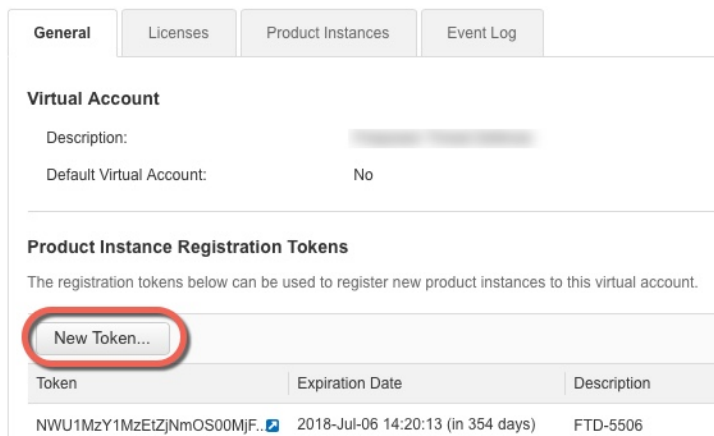 General Licenses Product Instances Event Log
Virtual Account
Description:
Default Virtual Account: No
Product Instance Registration Tokens
The registration tokens below can be used to register new product instances to this virtual account.
New Token...
Token Expiration Date Description
NWU1MzY1MzEtZjNmOS00MjF.. 2018-Jul-06 14:20:13 (in 354 days) FTD-5506